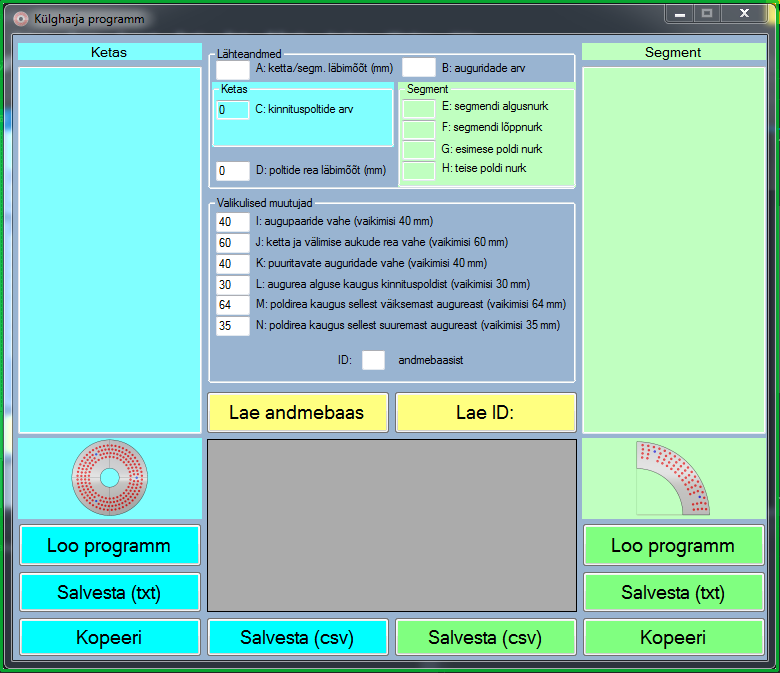 Külgharja programm
Ketas
Lähteandmed
A: ketta/segm. läbimõõt (mm)
B: auguridade arv
Ketas
0
C: kinnituspoltide arv
Segment
E: segmendi algusnurk
F: segmendi lõppnurk
G: esimese poldi nurk
H: teise poldi nurk
0
D: poltide rea läbimõõt (mm)
Valikulised muutujad
40 I: augupaaride vahe (vaikimisi 40 mm)
60 J: ketta ja välimise aukude rea vahe (vaikimisi 60 mm)
40 K: puuritavate auguridade vahe (vaikimisi 40 mm)
30 L: augurea alguse kaugus kinnituspoldist (vaikimisi 30 mm)
64 M: poldirea kaugus sellest väiksemast augureast (vaikimisi 64 mm)
35 N: poldirea kaugus sellest suuremast augureast (vaikimisi 35 mm)
ID: andmebaasist
Lae andmebaas
Lae ID:
Segment
Loo programm
Salvesta (txt)
Kopeeri
Salvesta (csv)
Salvesta (csv)
Loo programm
Salvesta (txt)
Kopeeri